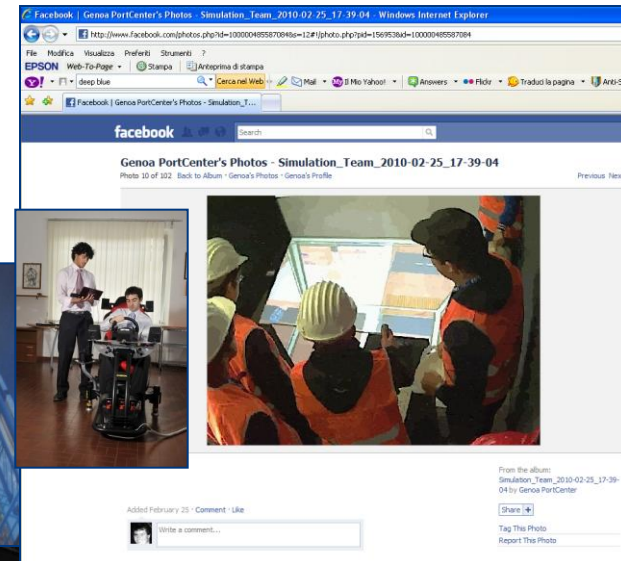 Facebook | Genoa PortCenter's Photos - Simulation_Team_2010-02-25_17-39-04 - Windows Internet Explorer
http://www.facebook.com/photos.php?id=100000485587084&s=12#!/photo.php?pid=156953&id=100000485587084
File Modifica Visualizza Preferiti Strumenti ?
EPSON Web-To-Page Stampa Anteprima di stampa
Y! deep blue Cerca nel Web Mail Il Mio Yahoo! Answers Flickr Traduci la pagina Anti-S
Facebook | Genoa PortCenter's Photos - Simulation_T...
facebook Search
Genoa PortCenter's Photos - Simulation_Team_2010-02-25_17-39-04
Photo 10 of 102 Back to Album · Genoa's Photos · Genoa's Profile Previous Nex
From the album:
Simulation_Team_2010-02-25_17-39-
04 by Genoa PortCenter
Added February 25 · Comment · Like
Share +
Write a comment...
Tag This Photo
Report This Photo